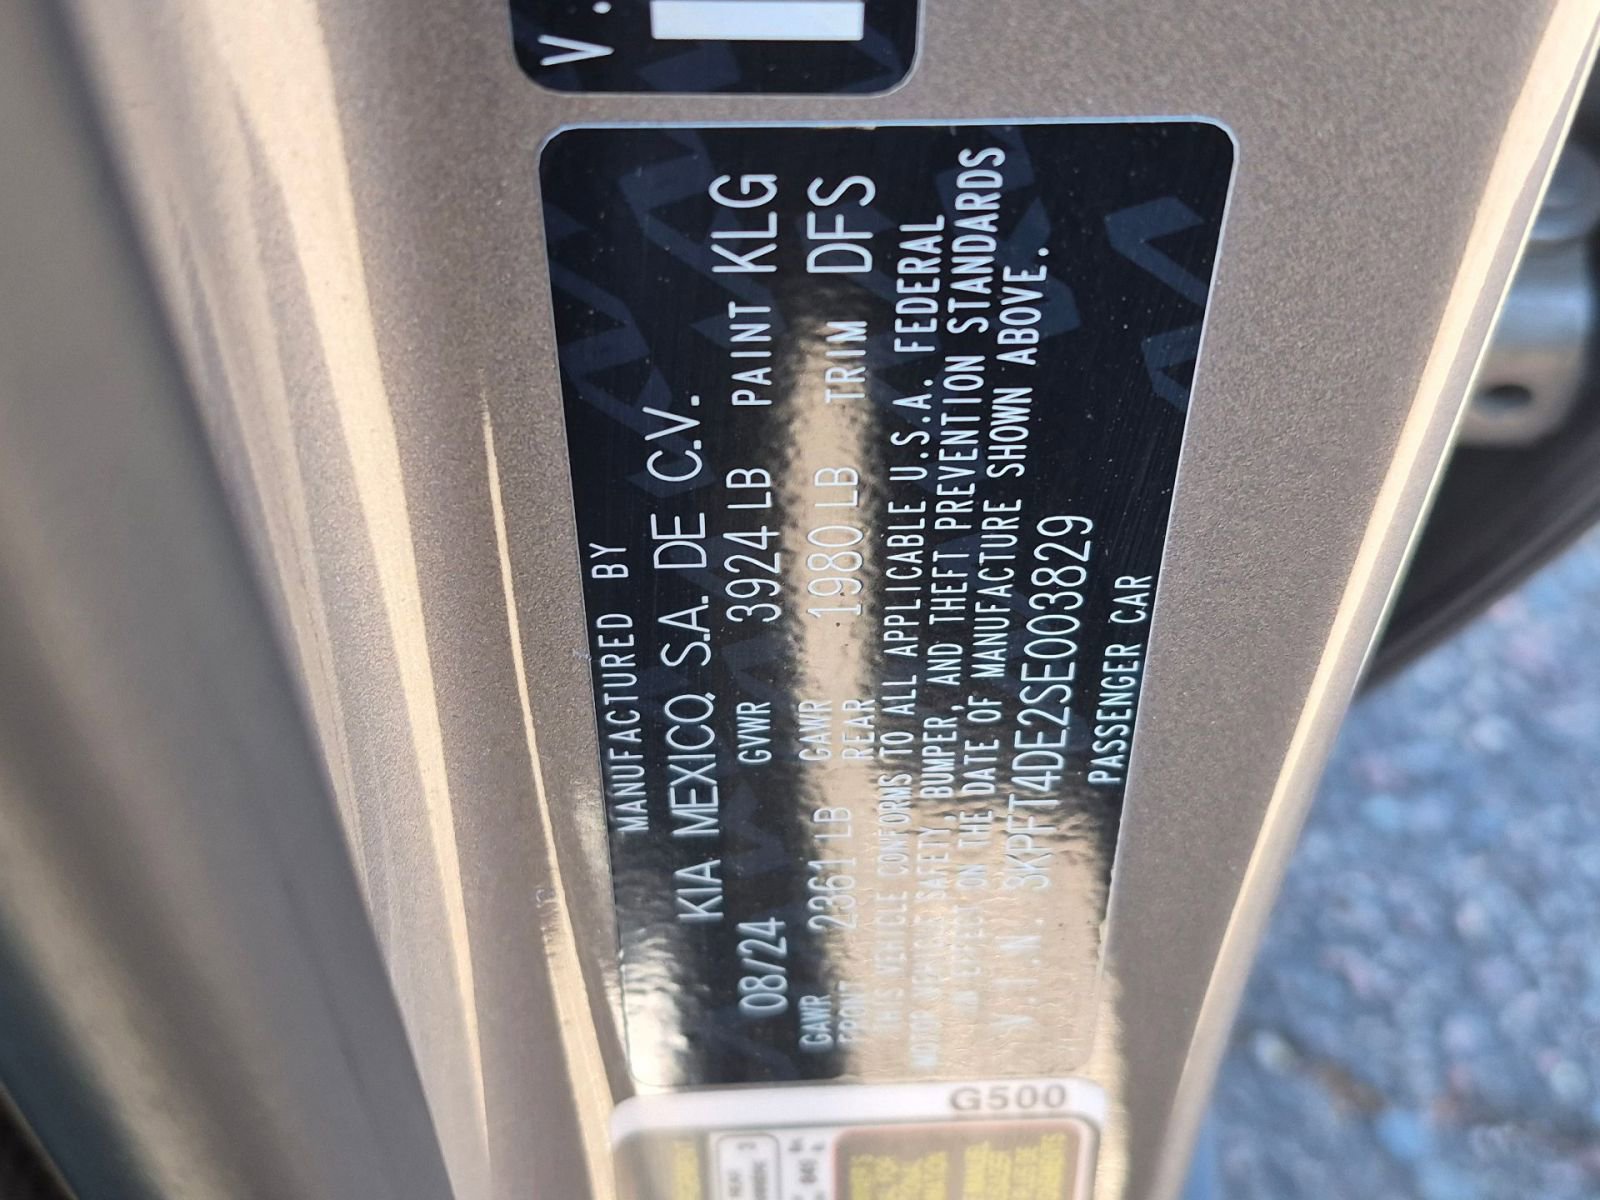 V.
MANUFACTURED BY
KIA MEXICO, S.A. DE C.V.
08/24 GVWR 3924 LB PAINT KLG
GAWR FRONT 2361 LB GAWR REAR 1980 LB TRIM DFS
THIS VEHICLE CONFORMS TO ALL APPLICABLE U.S.A. FEDERAL
MOTOR VEHICLE SAFETY, BUMPER, AND THEFT PREVENTION STANDARDS
IN EFFECT ON THE DATE OF MANUFACTURE SHOWN ABOVE.
V.I.N. 3KPFT4DE2SE003829
PASSENGER CAR
G500